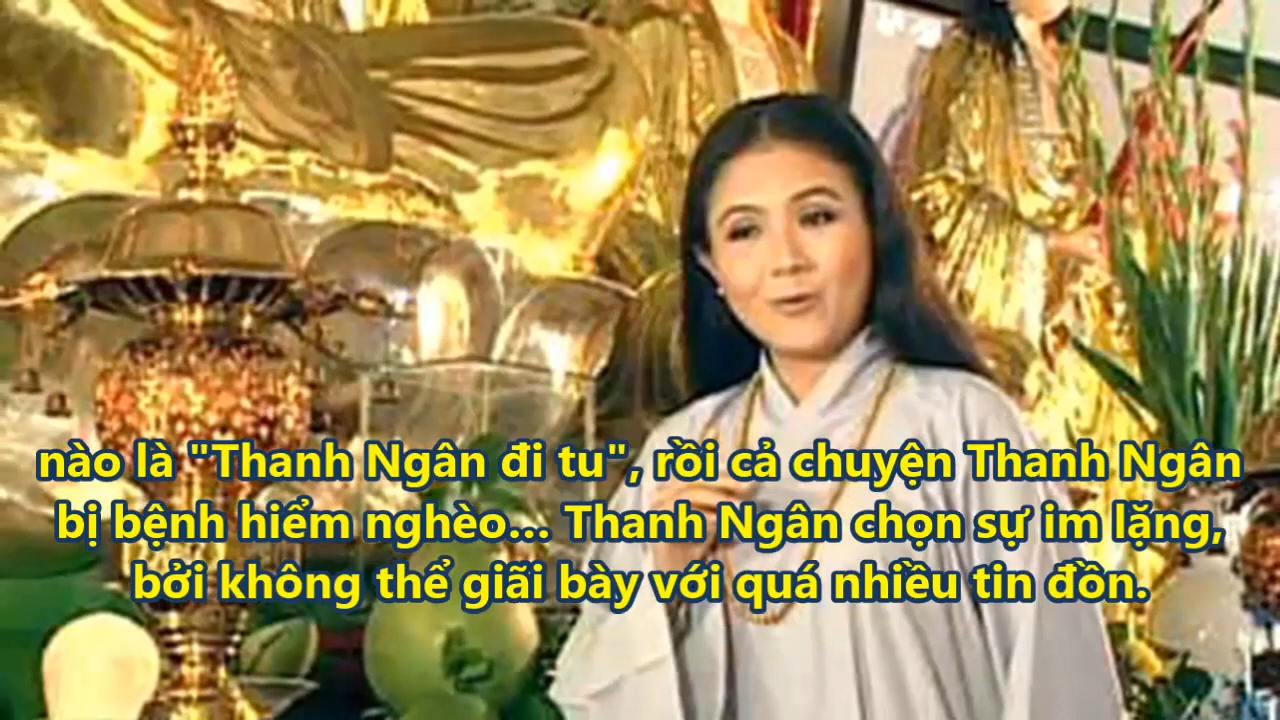 nào là "Thanh Ngân đi tu", rồi cả chuyện Thanh Ngân
bị bệnh hiểm nghèo... Thanh Ngân chọn sự im lặng,
bởi không thể giãi bày với quá nhiều tin đồn.